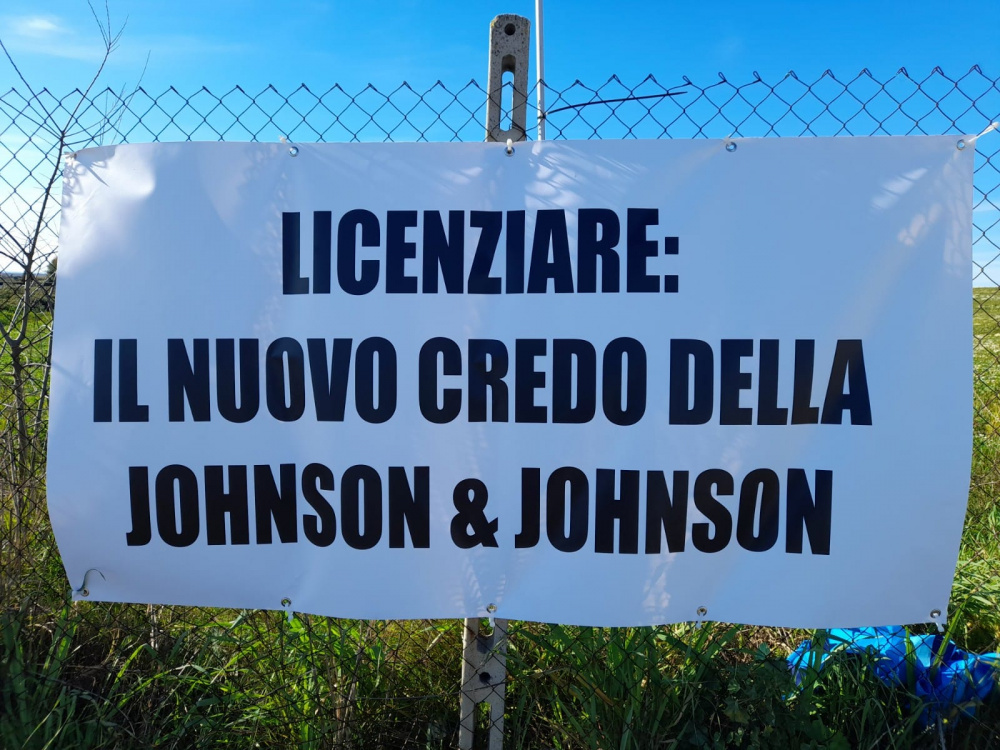 LICENZIARE:
IL NUOVO CREDO DELLA
JOHNSON & JOHNSON